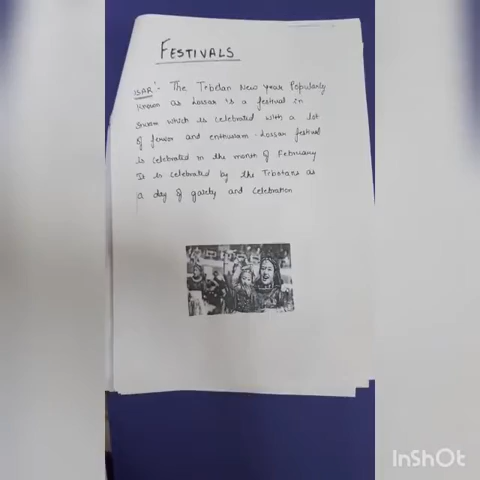 FESTIVALS
SAR :- The Tibetan New year Popularly
known as Lossar is a festival in
which is celebrated with a lot
of fervor and enthusiasm. Lossar festival
is celebrated in the month of February
It is celebrated by the Tibetans as
a day of gaiety and celebration
InShOt